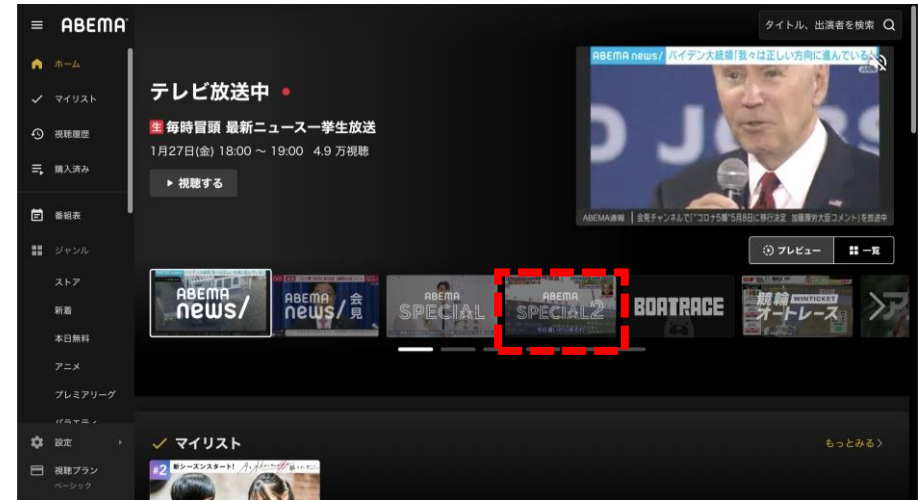 ABEMA
タイトル、出演者を検索
ホーム
マイリスト
視聴履歴
購入済み
番組表
ジャンル
ストア
新着
本日無料
アニメ
プレミアリーグ
バラエティ
設定
視聴プラン
ベーシック
テレビ放送中
生 毎時冒頭 最新ニュース一挙生放送
1月27日(金) 18:00 ~ 19:00 4.9 万視聴
視聴する
ABEMA news/ バイデン大統領「我々は正しい方向に進んでいる」
JOBS
ABEMA速報 会見チャンネルで「"コロナ5類"5月8日に移行決定 加藤厚労大臣コメント」を放送中
プレビュー
一覧
ABEMA news/
ABEMA news/ 会見
ABEMA SPECIAL
ABEMA SPECIAL2
BOATRACE
競輪 WINTICKET オートレース
マイリスト
もっとみる
#2 新シーズンスタート!